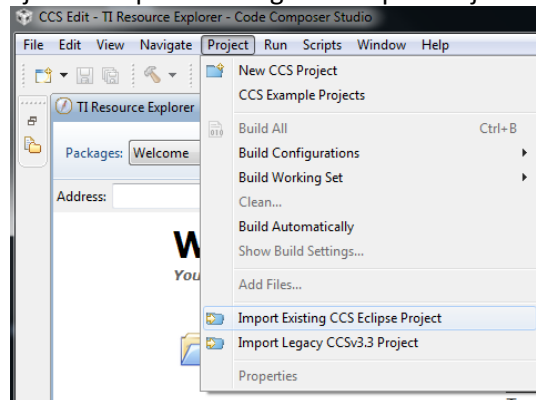 CCS Edit - TI Resource Explorer - Code Composer Studio
File Edit View Navigate Project Run Scripts Window Help
New CCS Project
CCS Example Projects
TI Resource Explorer
Build All Ctrl+B
Packages: Welcome
Build Configurations
Build Working Set
Address:
Clean...
Build Automatically
Show Build Settings...
You
Add Files...
Import Existing CCS Eclipse Project
Import Legacy CCSv3.3 Project
Properties